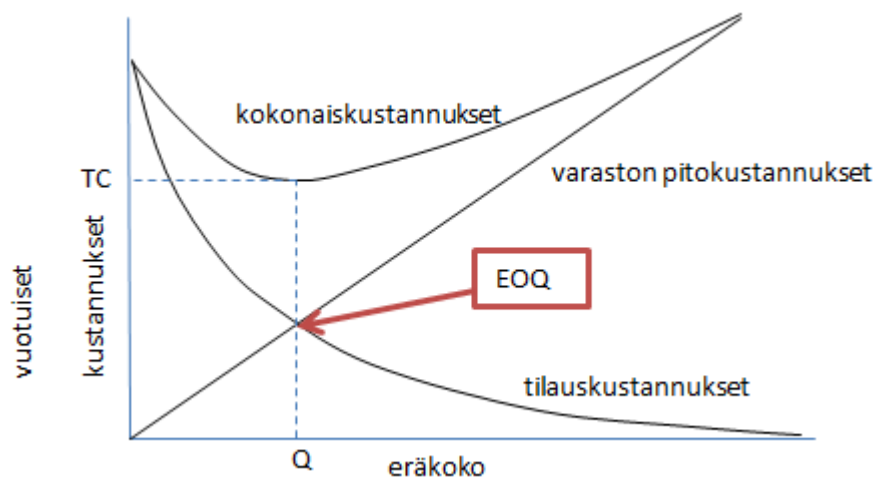 kokonaiskustannukset
TC
varaston pitokustannukset
vuotuiset
kustannukset
EOQ
tilauskustannukset
Q
eräkoko